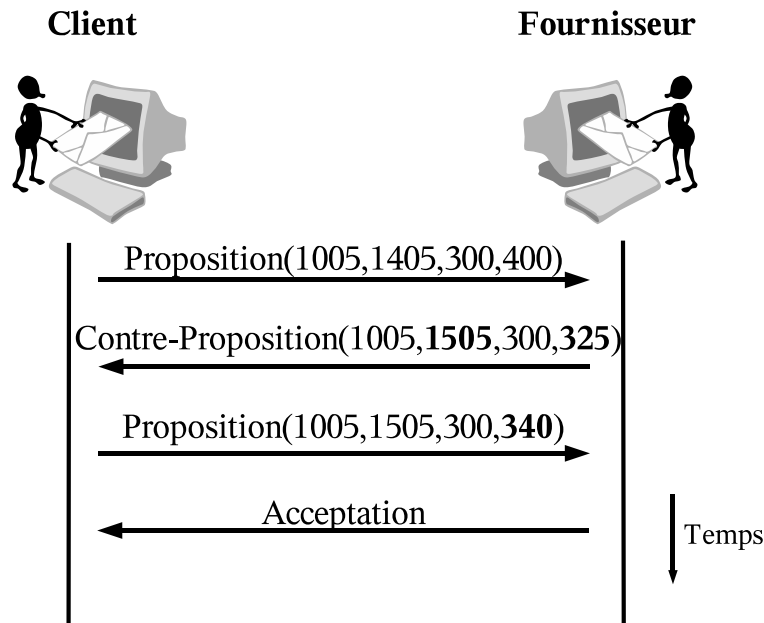 Client
Fournisseur
Proposition(1005,1405,300,400)
Contre-Proposition(1005,1505,300,325)
Proposition(1005,1505,300,340)
Acceptation
Temps